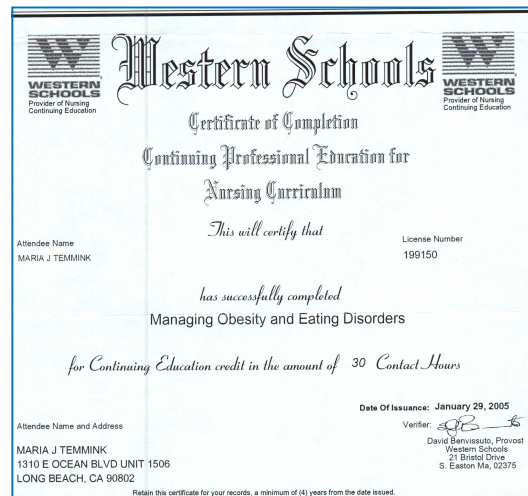 Western Schools
WESTERN
SCHOOLS
Provider of Nursing
Continuing Education
WESTERN
SCHOOLS
Provider of Nursing
Continuing Education
Certificate of Completion
Continuing Professional Education for
Nursing Curriculum
This will certify that
Attendee Name
License Number
MARIA J TEMMINK
199150
has successfully completed
Managing Obesity and Eating Disorders
for Continuing Education credit in the amount of 30 Contact Hours
Date Of Issuance: January 29, 2005
Attendee Name and Address
Verifier:
David Benvissuto, Provost
Western Schools
21 Bristol Drive
S. Easton Ma, 02375
MARIA J TEMMINK
1310 E OCEAN BLVD UNIT 1506
LONG BEACH, CA 90802
Retain this certificate for your records, a minimum of (4) years from the date issued.